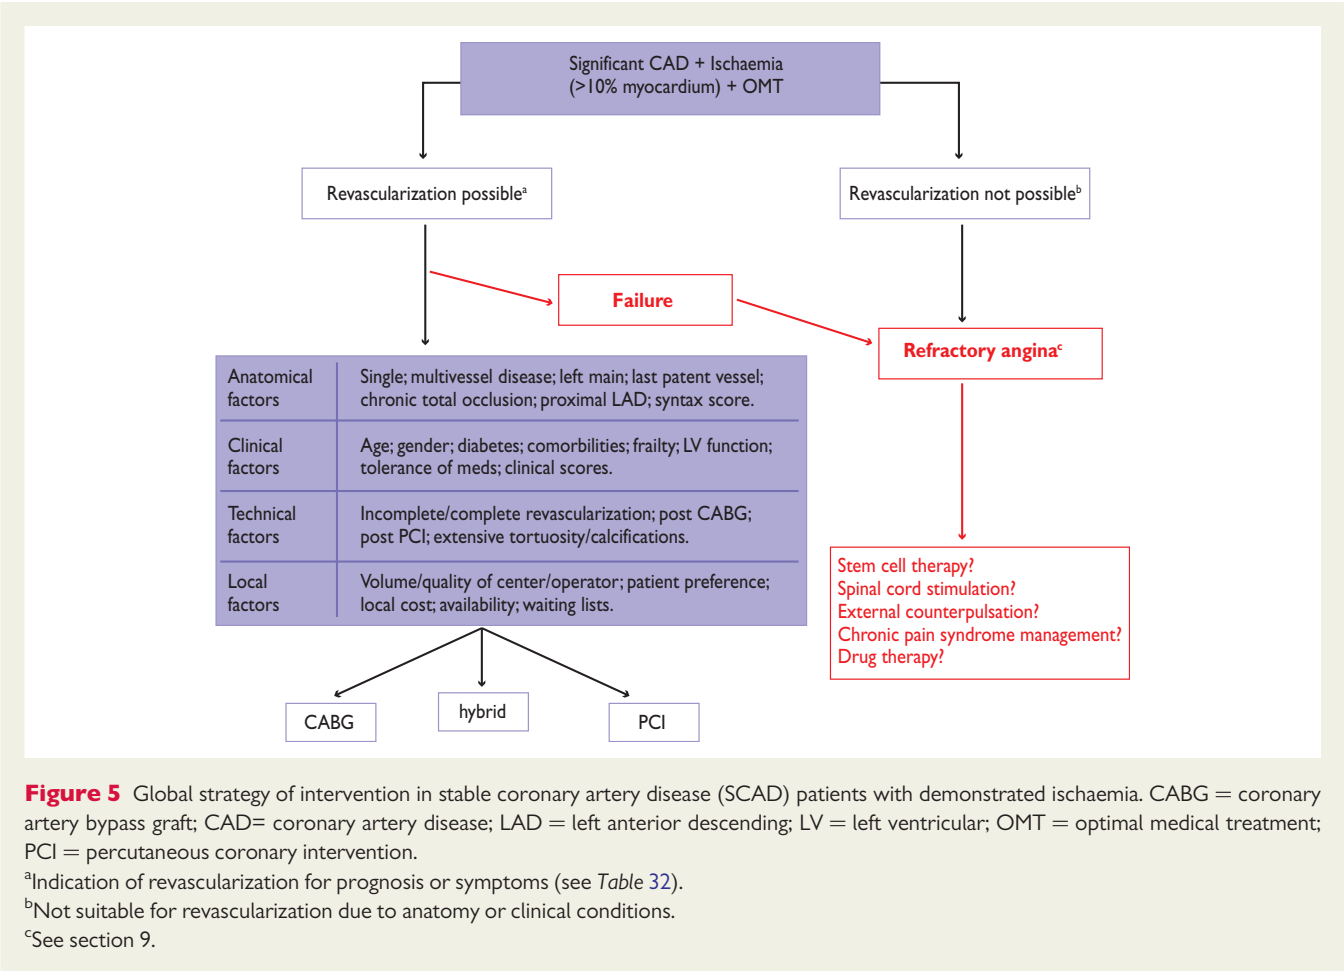 Significant CAD + Ischaemia
(>10% myocardium) + OMT
Revascularization possibleᵃ
Revascularization not possibleᵇ
Failure
Refractory anginaᶜ
Anatomical
factors
Single; multivessel disease; left main; last patent vessel;
chronic total occlusion; proximal LAD; syntax score.
Clinical
factors
Age; gender; diabetes; comorbilities; frailty; LV function;
tolerance of meds; clinical scores.
Technical
factors
Incomplete/complete revascularization; post CABG;
post PCI; extensive tortuosity/calcifications.
Local
factors
Volume/quality of center/operator; patient preference;
local cost; availability; waiting lists.
Stem cell therapy?
Spinal cord stimulation?
External counterpulsation?
Chronic pain syndrome management?
Drug therapy?
CABG
hybrid
PCI
Figure 5 Global strategy of intervention in stable coronary artery disease (SCAD) patients with demonstrated ischaemia. CABG = coronary
artery bypass graft; CAD= coronary artery disease; LAD = left anterior descending; LV = left ventricular; OMT = optimal medical treatment;
PCI = percutaneous coronary intervention.
ᵃIndication of revascularization for prognosis or symptoms (see Table 32).
ᵇNot suitable for revascularization due to anatomy or clinical conditions.
ᶜSee section 9.